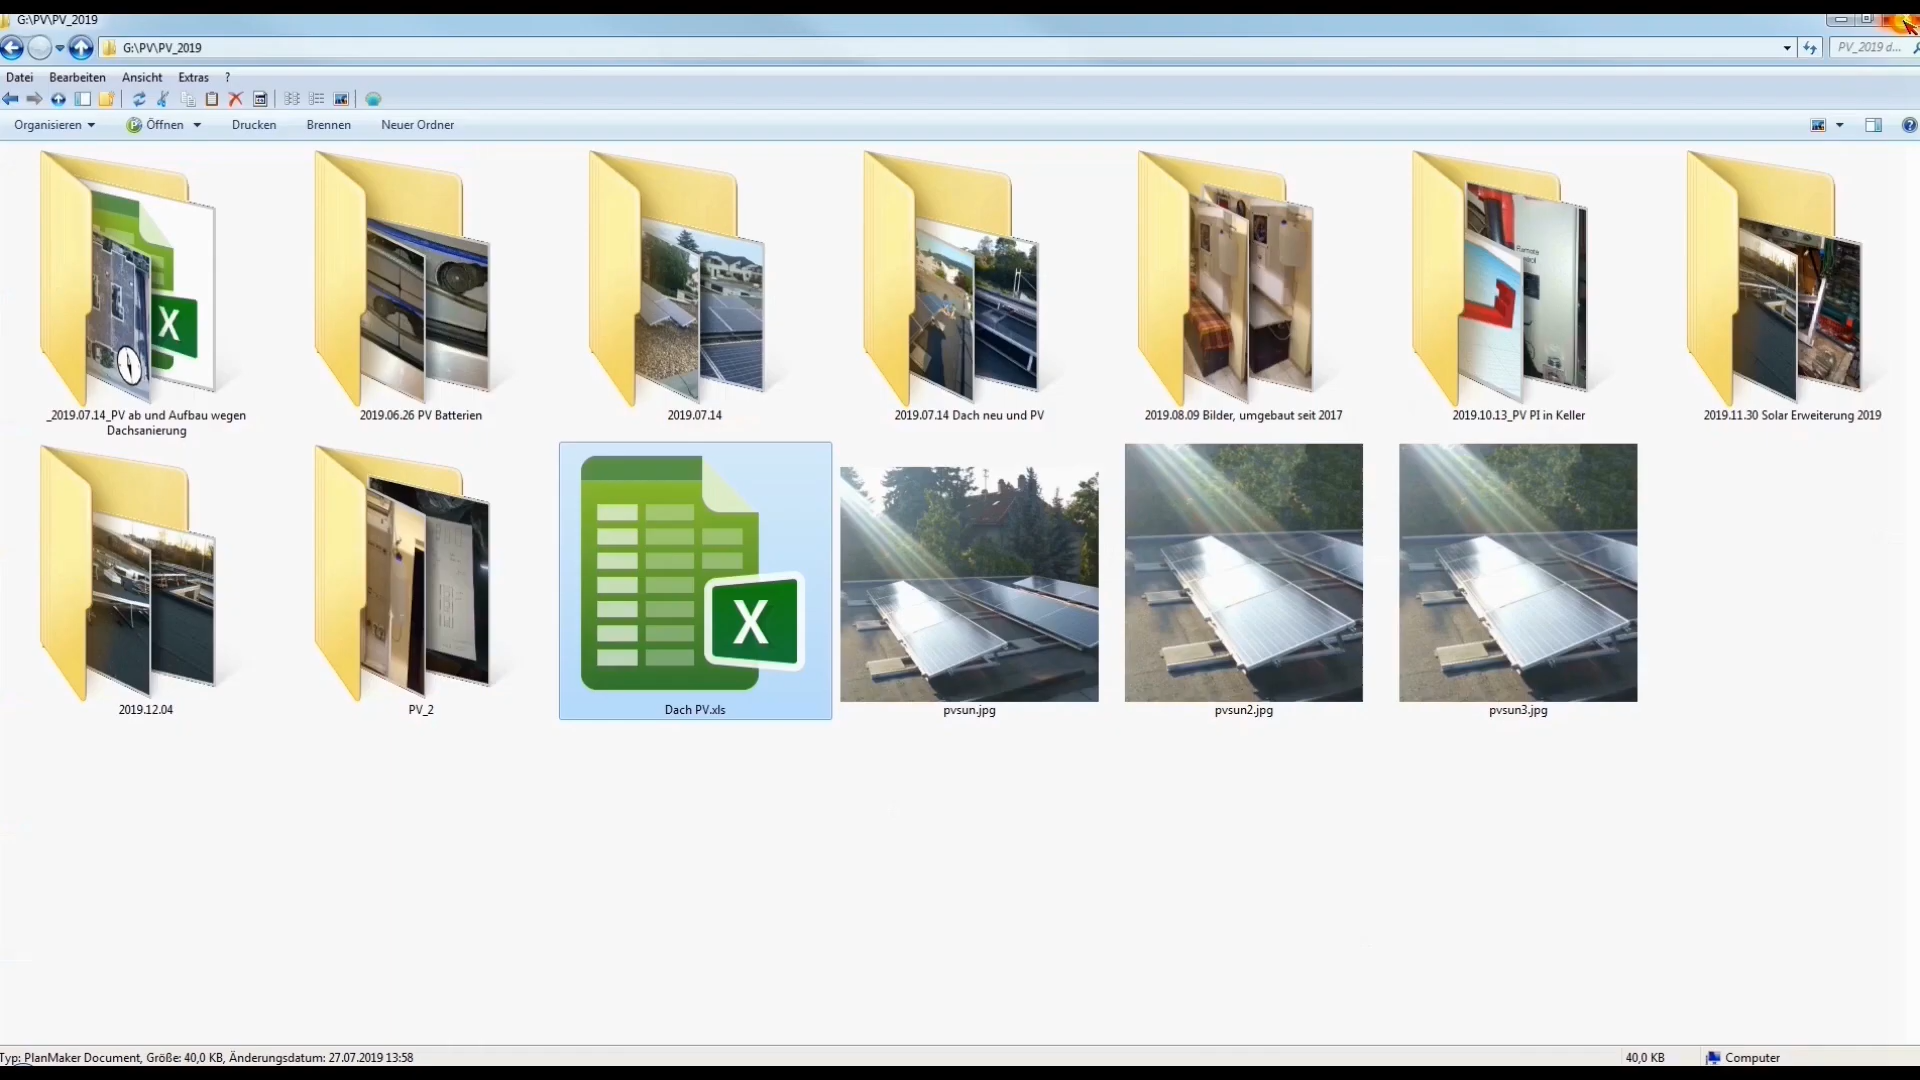 G:\PV\PV_2019
G:\PV\PV_2019
PV_2019 d...
Datei Bearbeiten Ansicht Extras ?
Organisieren Öffnen Drucken Brennen Neuer Ordner
_2019.07.14_PV ab und Aufbau wegen
Dachsanierung
2019.06.26 PV Batterien
2019.07.14
2019.07.14 Dach neu und PV
2019.08.09 Bilder, umgebaut seit 2017
2019.10.13_PV PI in Keller
2019.11.30 Solar Erweiterung 2019
2019.12.04
PV_2
Dach PV.xls
pvsun.jpg
pvsun2.jpg
pvsun3.jpg
Typ: PlanMaker Document, Größe: 40,0 KB, Änderungsdatum: 27.07.2019 13:58
40,0 KB
Computer